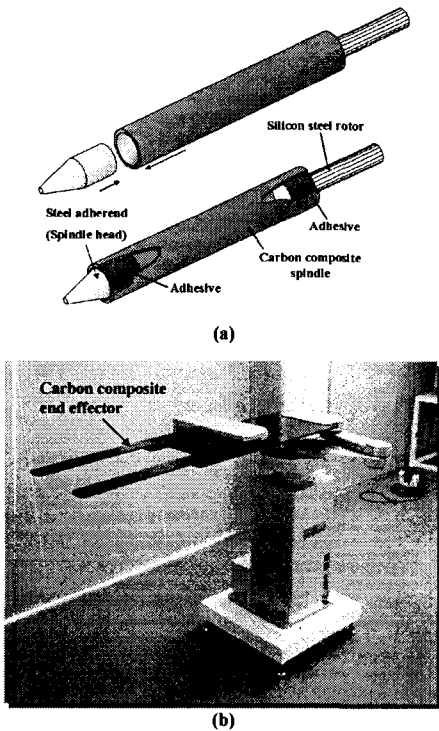 Silicon steel rotor
Steel adherend
(Spindle head)
Adhesive
Carbon composite
spindle
Adhesive
(a)
Carbon composite
end effector
(b)